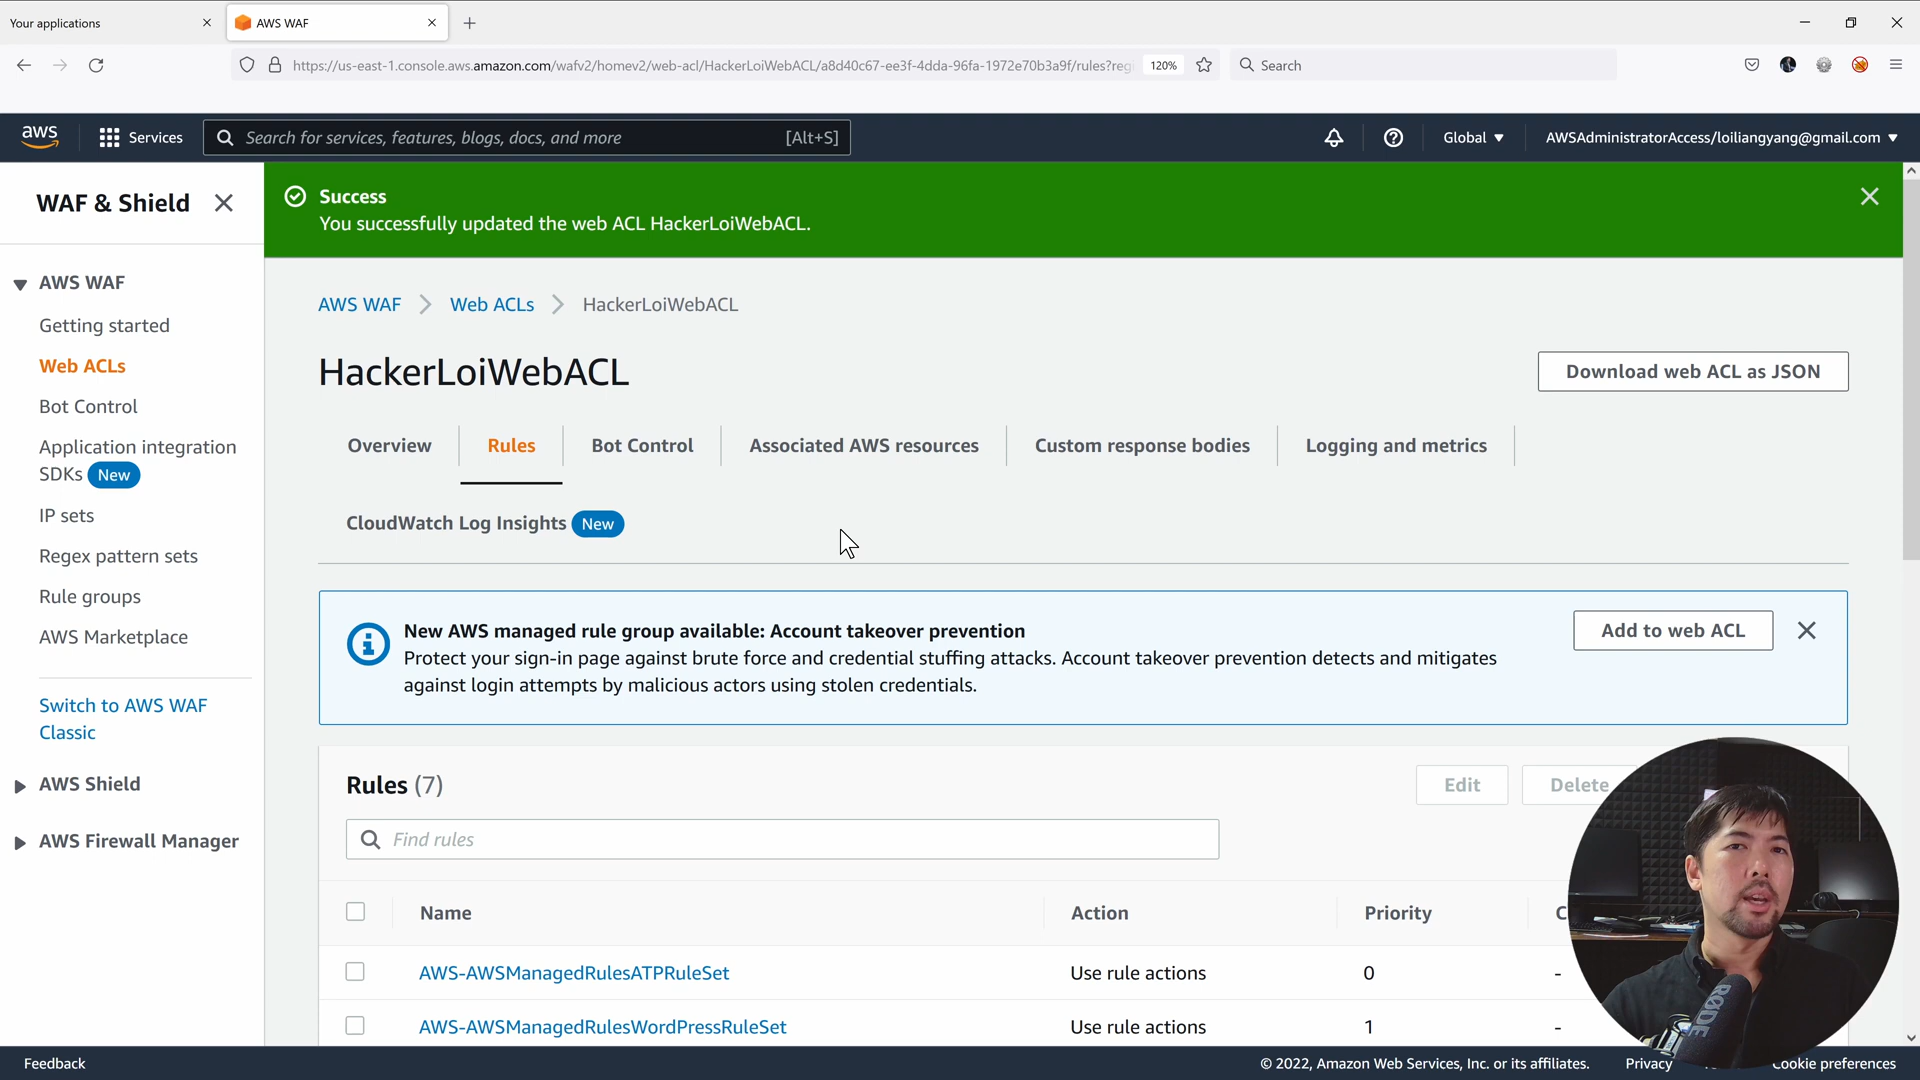 Your applications
AWS WAF
https://us-east-1.console.aws.amazon.com/wafv2/homev2/web-acl/HackerLoiWebACL/a8d40c67-ee3f-4dda-96fa-1972e70b3a9f/rules?reg
120%
Search
aws
Services
Search for services, features, blogs, docs, and more
[Alt+S]
Global
AWSAdministratorAccess/loiliangyang@gmail.com
WAF & Shield
Success
You successfully updated the web ACL HackerLoiWebACL.
AWS WAF
Getting started
Web ACLs
Bot Control
Application integration
SDKs New
IP sets
Regex pattern sets
Rule groups
AWS Marketplace
Switch to AWS WAF
Classic
AWS Shield
AWS Firewall Manager
AWS WAF
Web ACLs
HackerLoiWebACL
HackerLoiWebACL
Download web ACL as JSON
Overview
Rules
Bot Control
Associated AWS resources
Custom response bodies
Logging and metrics
CloudWatch Log Insights New
New AWS managed rule group available: Account takeover prevention
Protect your sign-in page against brute force and credential stuffing attacks. Account takeover prevention detects and mitigates
against login attempts by malicious actors using stolen credentials.
Add to web ACL
Rules (7)
Edit
Delete
Find rules
Name
Action
Priority
AWS-AWSManagedRulesATPRuleSet
Use rule actions
0
-
AWS-AWSManagedRulesWordPressRuleSet
Use rule actions
1
-
RØDE
Feedback
© 2022, Amazon Web Services, Inc. or its affiliates.
Privacy
Cookie preferences